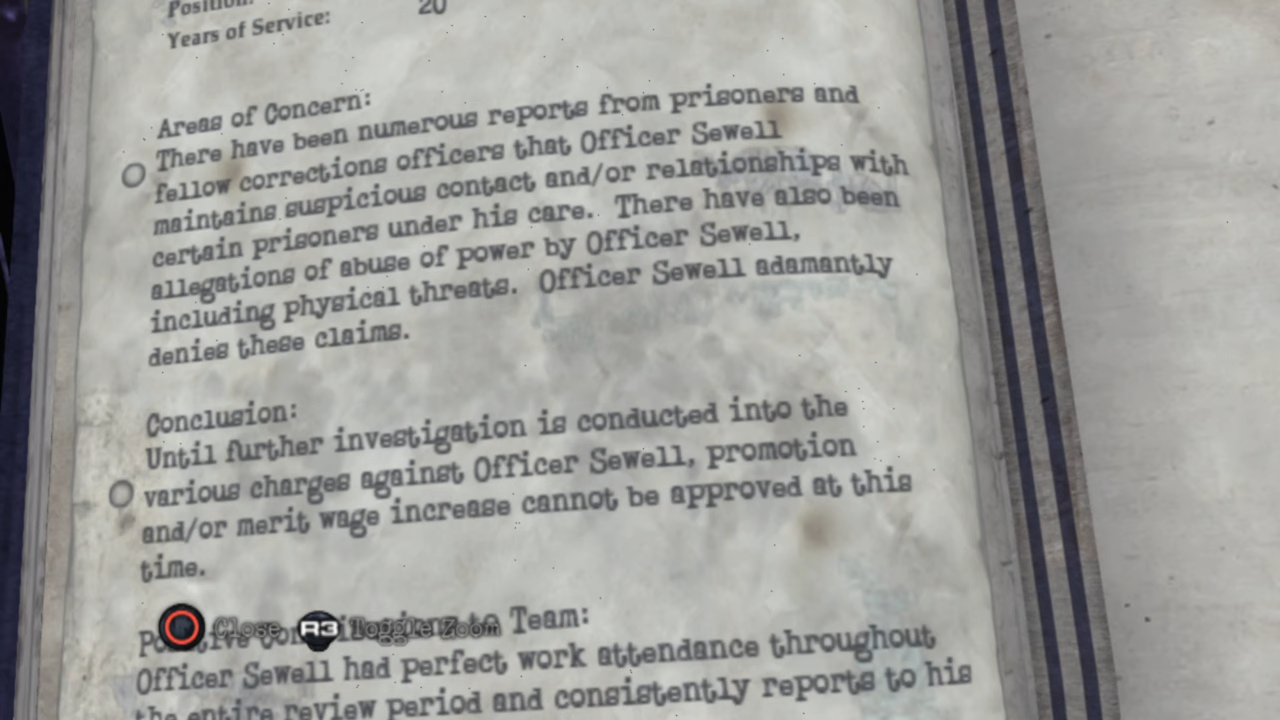 Position:
Years of Service: 20
Areas of Concern:
There have been numerous reports from prisoners and
fellow corrections officers that Officer Sewell
maintains suspicious contact and/or relationships with
certain prisoners under his care. There have also been
allegations of abuse of power by Officer Sewell,
including physical threats. Officer Sewell adamantly
denies these claims.
Conclusion:
Until further investigation is conducted into the
various charges against Officer Sewell, promotion
and/or merit wage increase cannot be approved at this
time.
Close R3 Toggle Zoom
to Team:
Officer Sewell had perfect work attendance throughout
the entire review period and consistently reports to his